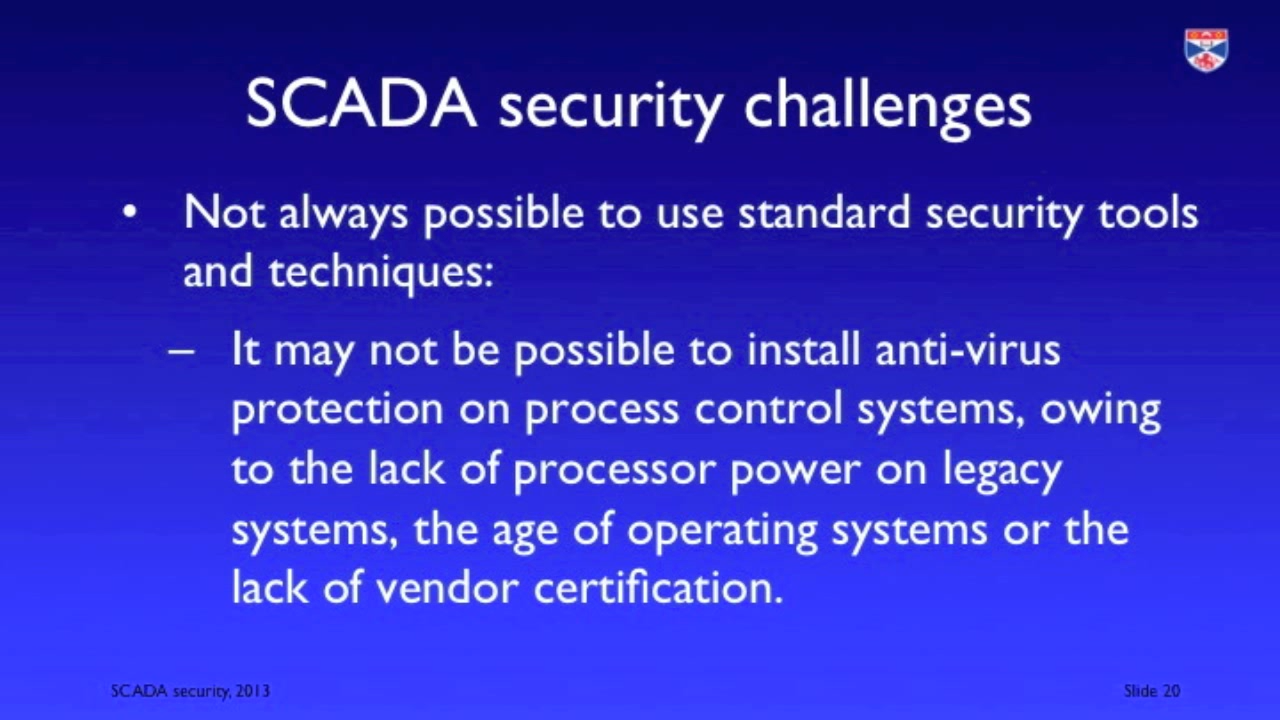 SCADA security challenges
• Not always possible to use standard security tools
and techniques:
– It may not be possible to install anti-virus
protection on process control systems, owing
to the lack of processor power on legacy
systems, the age of operating systems or the
lack of vendor certification.
SCADA security, 2013
Slide 20